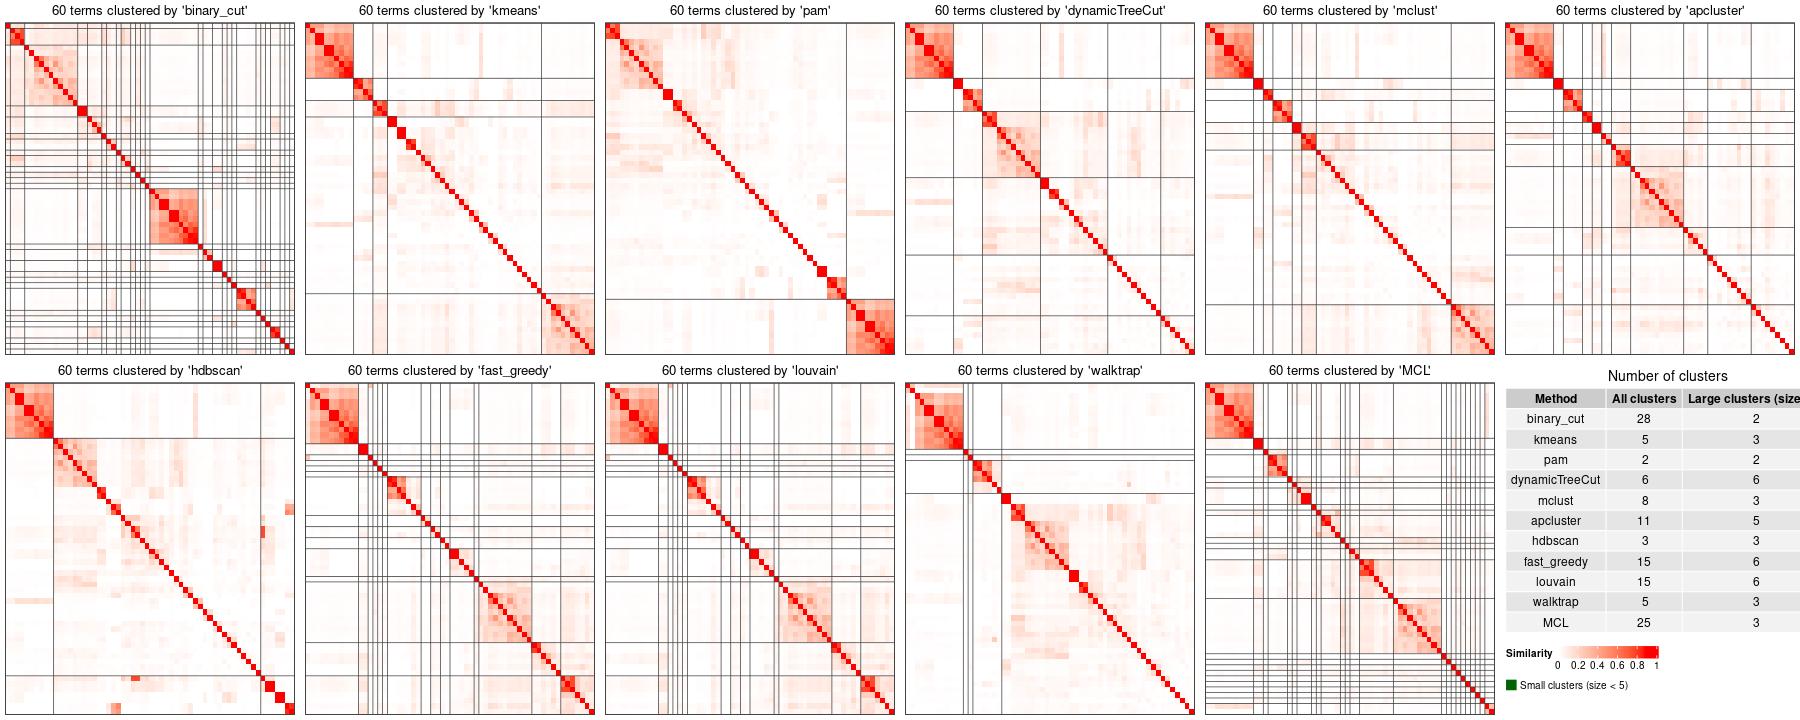 60 terms clustered by 'binary_cut'
60 terms clustered by 'kmeans'
60 terms clustered by 'pam'
60 terms clustered by 'dynamicTreeCut'
60 terms clustered by 'mclust'
60 terms clustered by 'apcluster'
60 terms clustered by 'hdbscan'
60 terms clustered by 'fast_greedy'
60 terms clustered by 'louvain'
60 terms clustered by 'walktrap'
60 terms clustered by 'MCL'
Number of clusters
Method All clusters Large clusters (size
binary_cut 28 2
kmeans 5 3
pam 2 2
dynamicTreeCut 6 6
mclust 8 3
apcluster 11 5
hdbscan 3 3
fast_greedy 15 6
louvain 15 6
walktrap 5 3
MCL 25 3
Similarity
0 0.2 0.4 0.6 0.8 1
Small clusters (size < 5)